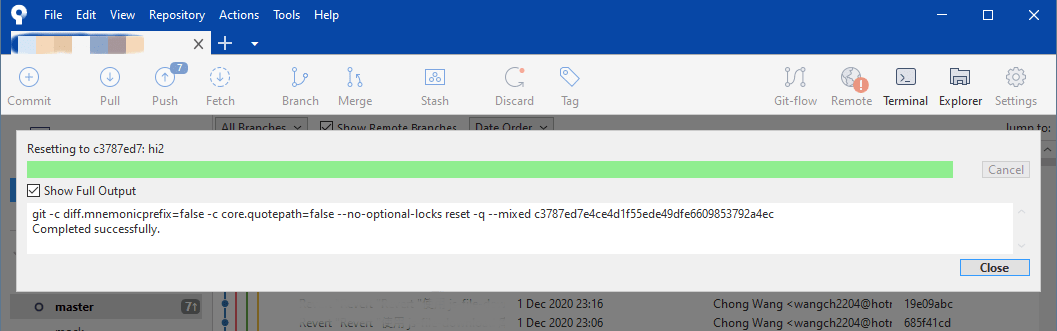 File Edit View Repository Actions Tools Help
7
Commit Pull Push Fetch Branch Merge Stash Discard Tag Git-flow Remote Terminal Explorer Settings
All Branches Show Remote Branches Date Order Jump to:
Resetting to c3787ed7: hi2
Cancel
Show Full Output
git -c diff.mnemonicprefix=false -c core.quotepath=false --no-optional-locks reset -q --mixed c3787ed7e4ce4d1f55ede49dfe6609853792a4ec
Completed successfully.
Close
master 7↑ 1 Dec 2020 23:16 Chong Wang <wangch2204@hotr 19e09abc
Revert 1 Dec 2020 23:06 Chong Wang <wangch2204@hotr 685f41cd